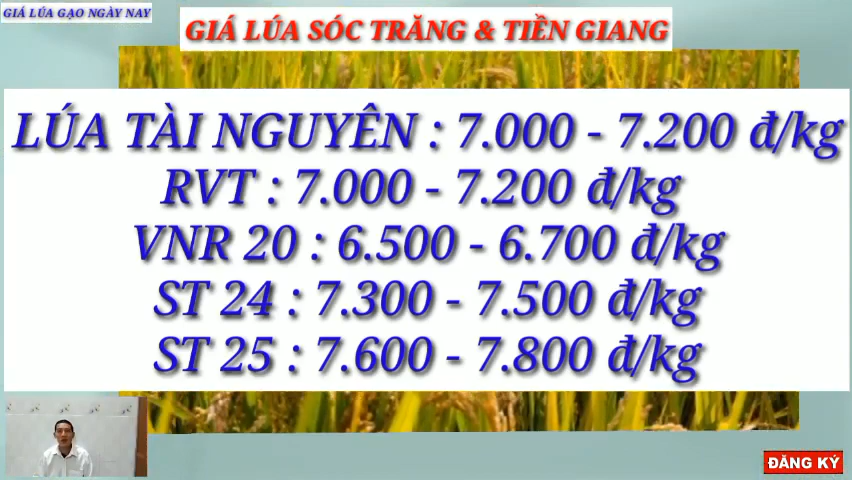 GIÁ LÚA GẠO NGÀY NAY
GIÁ LÚA SÓC TRĂNG & TIỀN GIANG
LÚA TÀI NGUYÊN : 7.000 - 7.200 đ/kg
RVT : 7.000 - 7.200 đ/kg
VNR 20 : 6.500 - 6.700 đ/kg
ST 24 : 7.300 - 7.500 đ/kg
ST 25 : 7.600 - 7.800 đ/kg
ĐĂNG KÝ